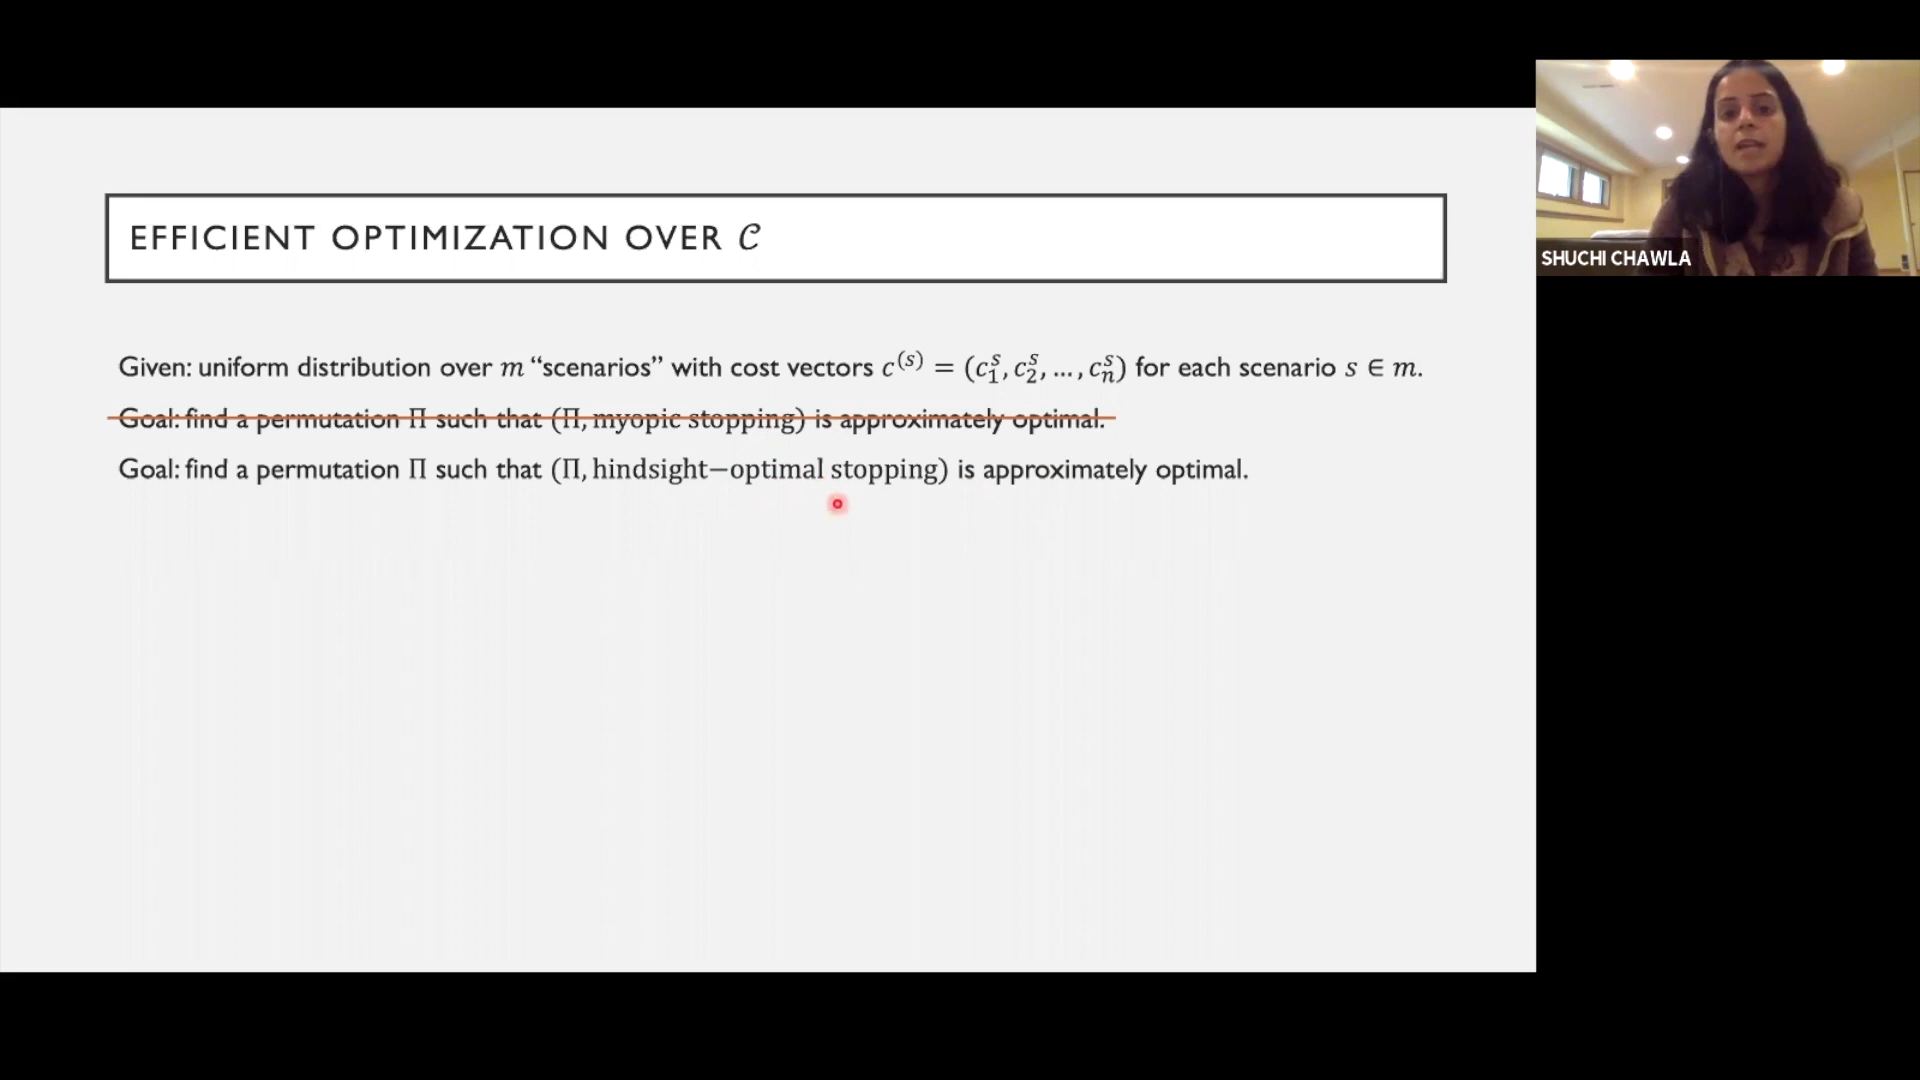 EFFICIENT OPTIMIZATION OVER 𝒞
Given: uniform distribution over m “scenarios” with cost vectors c^(s) = (c_1^s, c_2^s, …, c_n^s) for each scenario s ∈ m.
Goal: find a permutation Π such that (Π, myopic stopping) is approximately optimal.
Goal: find a permutation Π such that (Π, hindsight−optimal stopping) is approximately optimal.
SHUCHI CHAWLA